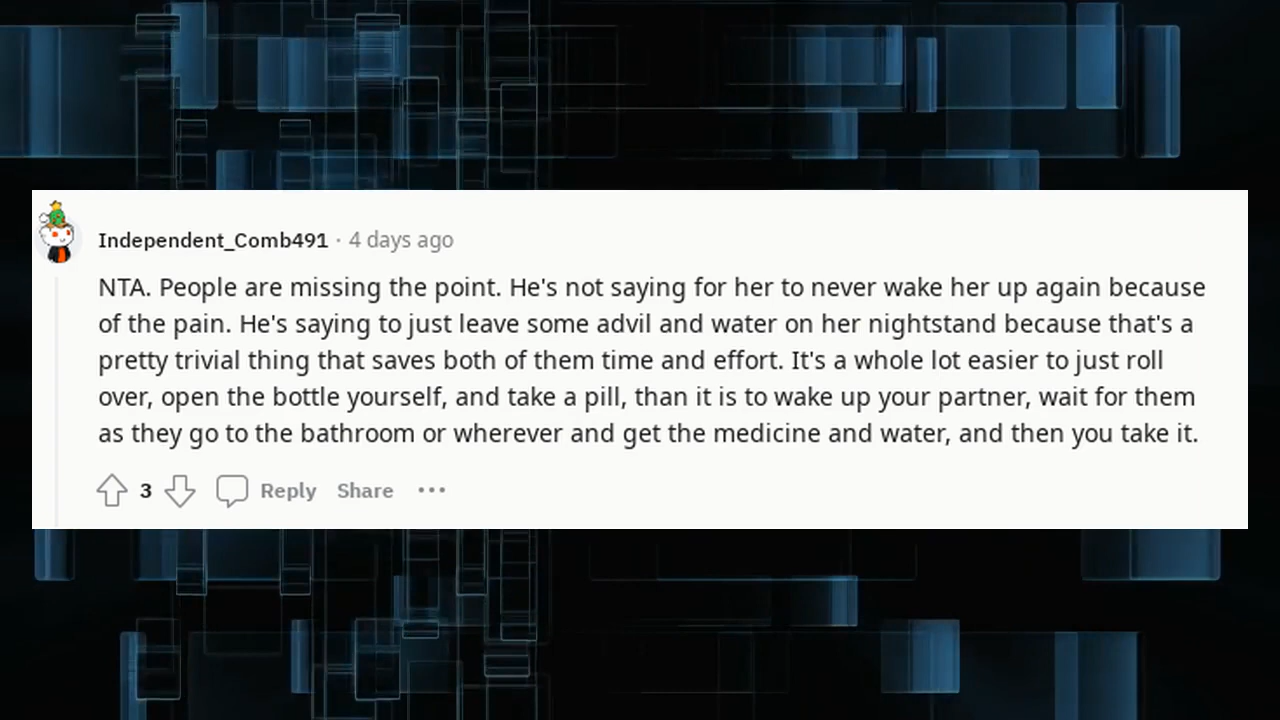 Independent_Comb491 · 4 days ago
NTA. People are missing the point. He's not saying for her to never wake her up again because
of the pain. He's saying to just leave some advil and water on her nightstand because that's a
pretty trivial thing that saves both of them time and effort. It's a whole lot easier to just roll
over, open the bottle yourself, and take a pill, than it is to wake up your partner, wait for them
as they go to the bathroom or wherever and get the medicine and water, and then you take it.
3 Reply Share ···